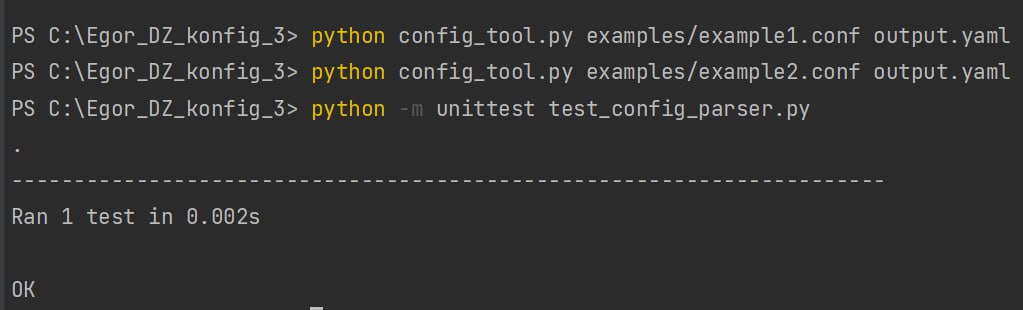 PS C:\Egor_DZ_konfig_3> python config_tool.py examples/example1.conf output.yaml
PS C:\Egor_DZ_konfig_3> python config_tool.py examples/example2.conf output.yaml
PS C:\Egor_DZ_konfig_3> python -m unittest test_config_parser.py
.
----------------------------------------------------------------------
Ran 1 test in 0.002s
OK